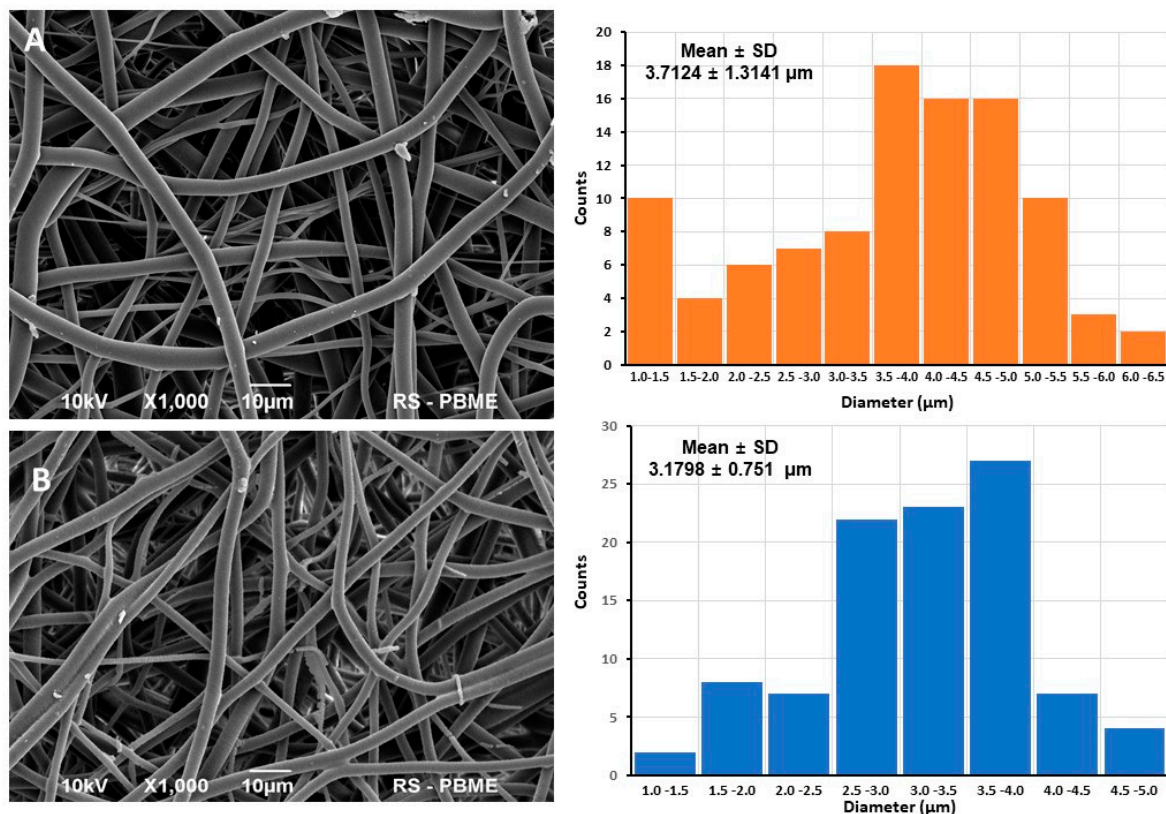 A
10kV X1,000 10μm RS - PBME
Mean ± SD
3.7124 ± 1.3141 μm
Counts
20
18
16
14
12
10
8
6
4
2
0
1.0-1.5 1.5-2.0 2.0 -2.5 2.5 -3.0 3.0-3.5 3.5 -4.0 4.0 -4.5 4.5 -5.0 5.0 -5.5 5.5 -6.0 6.0 -6.5
Diameter (μm)
B
10kV X1,000 10μm RS - PBME
Mean ± SD
3.1798 ± 0.751 μm
Counts
30
25
20
15
10
5
0
1.0 -1.5 1.5 -2.0 2.0 -2.5 2.5 -3.0 3.0 -3.5 3.5 -4.0 4.0 -4.5 4.5 -5.0
Diameter (μm)